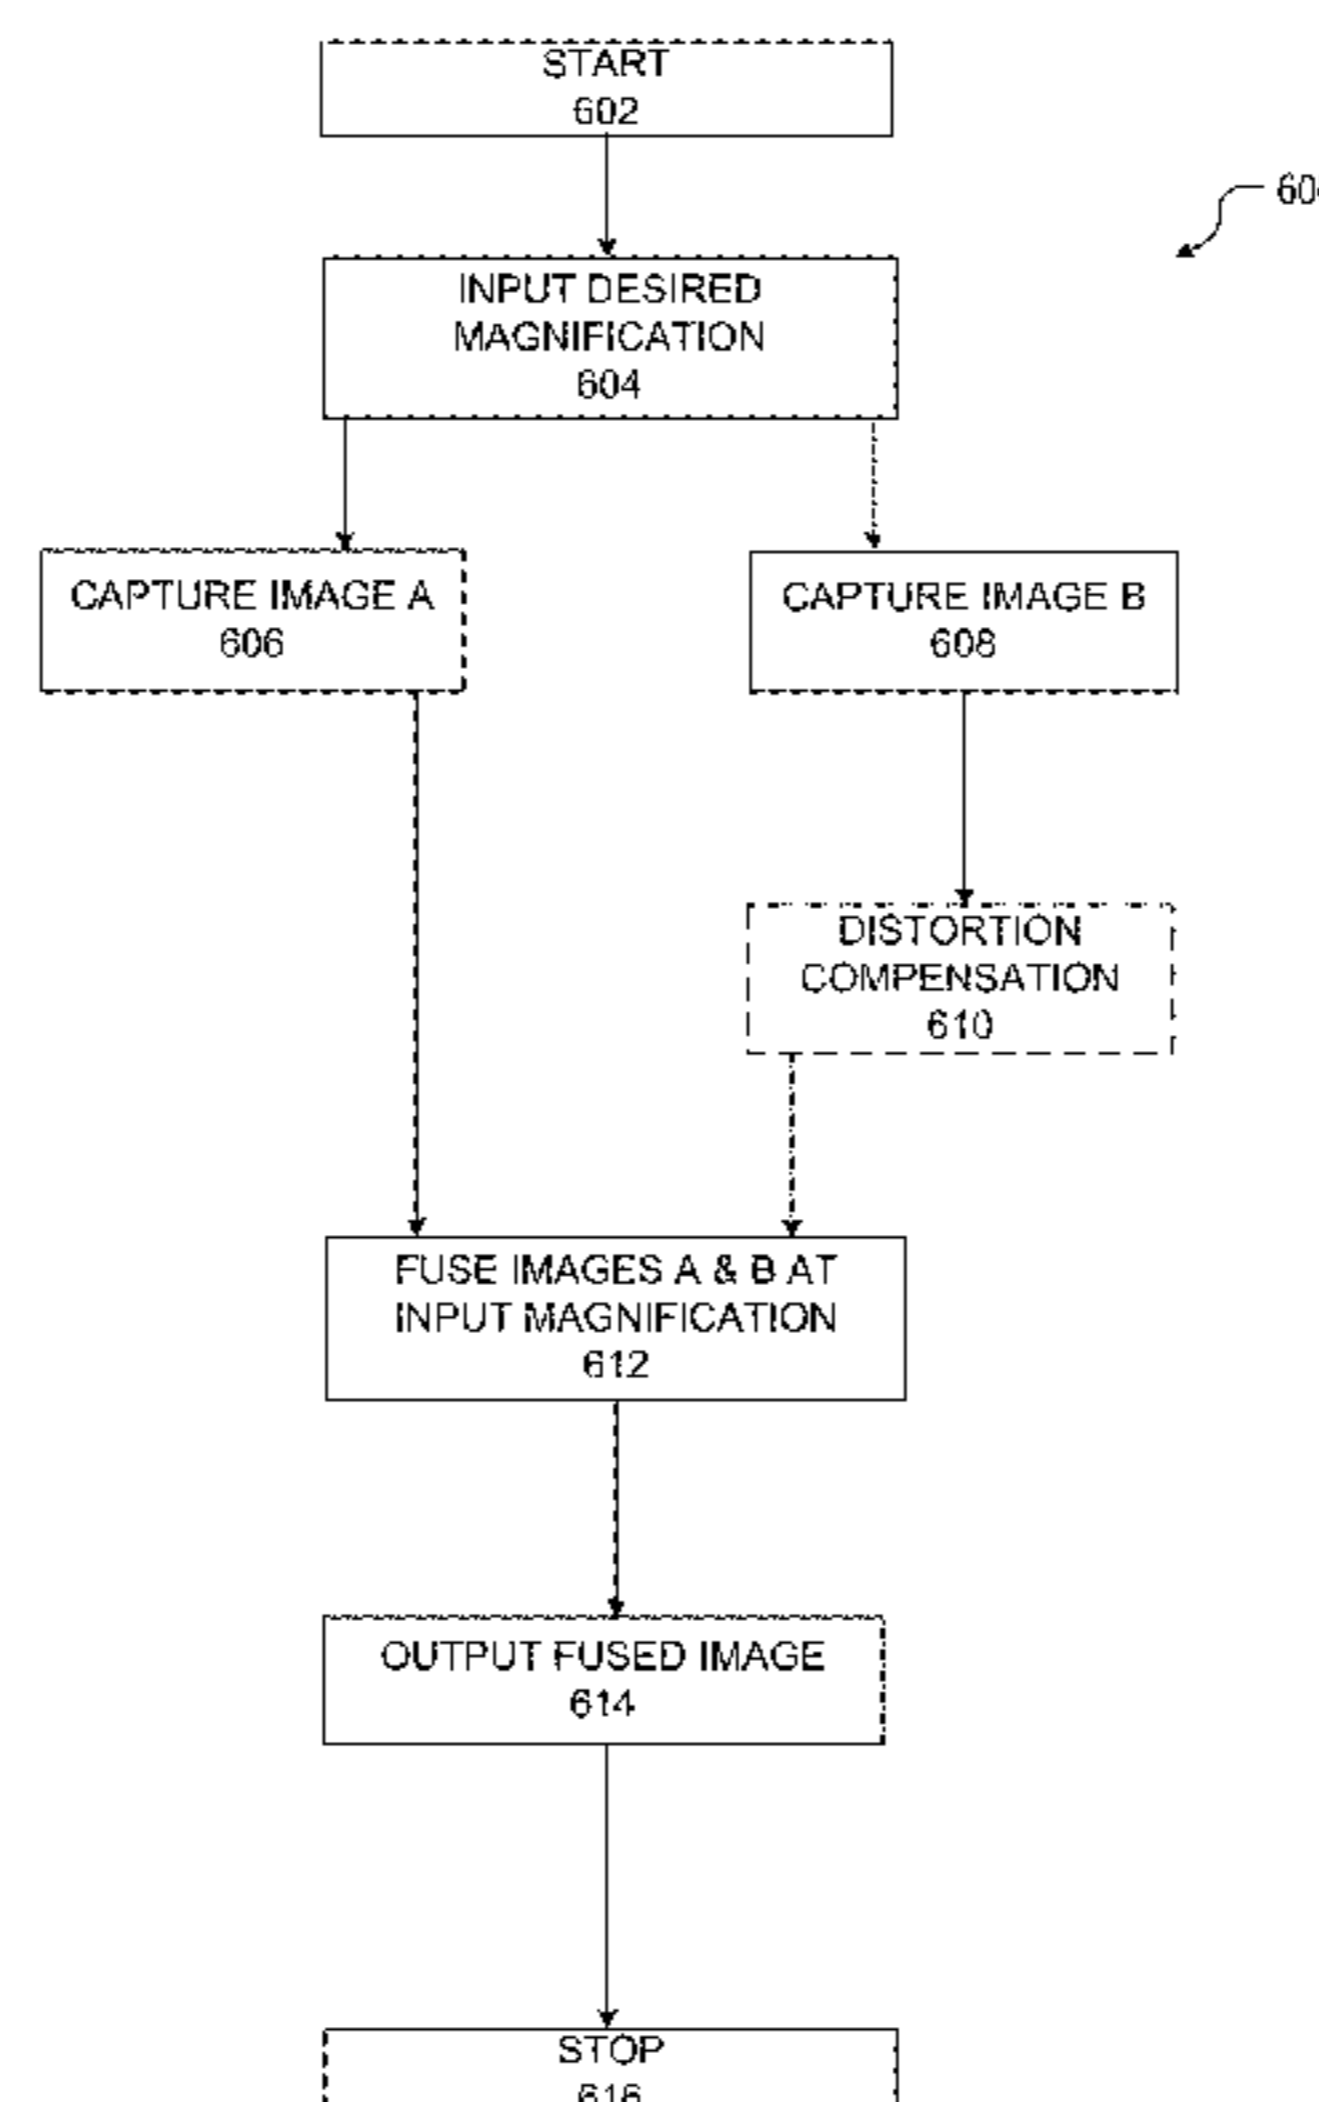 START
602
INPUT DESIRED
MAGNIFICATION
604
CAPTURE IMAGE A
606
CAPTURE IMAGE B
608
DISTORTION
COMPENSATION
610
FUSE IMAGES A & B AT
INPUT MAGNIFICATION
612
OUTPUT FUSED IMAGE
614
STOP
616